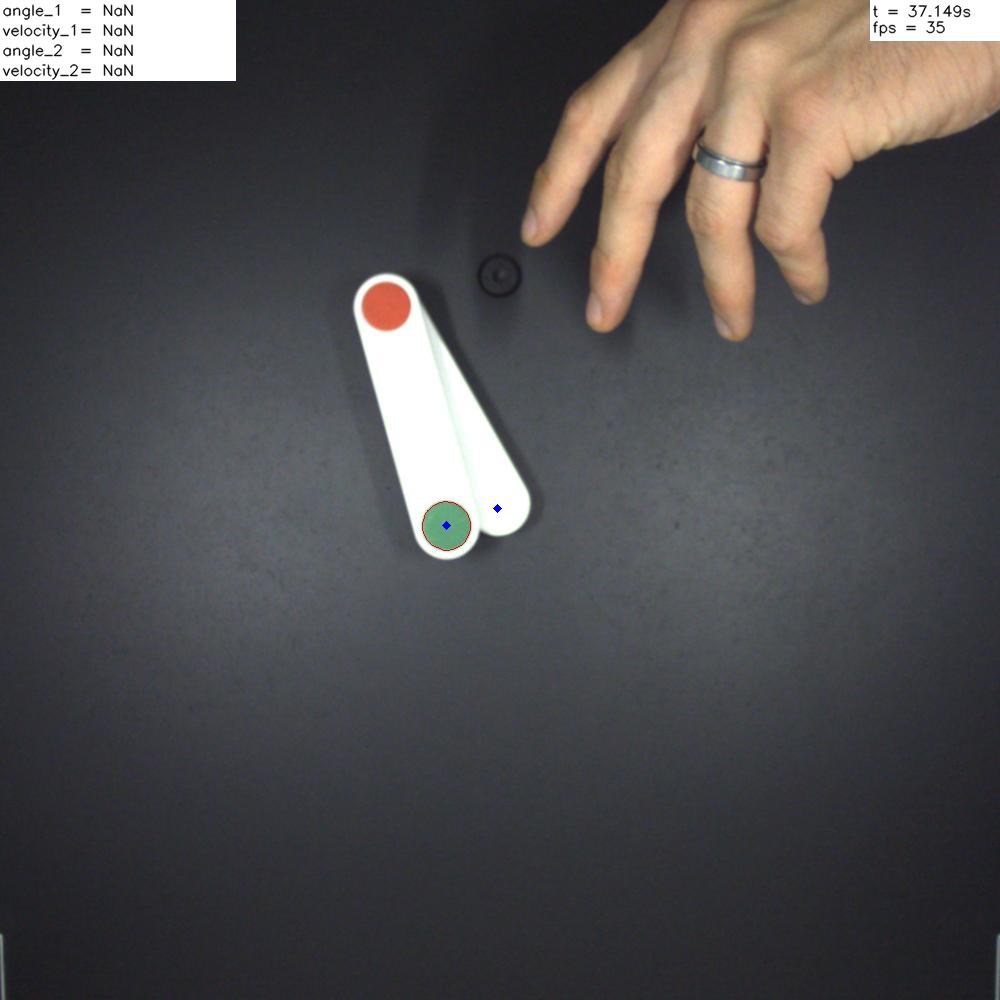 angle_1 = NaN
velocity_1= NaN
angle_2 = NaN
velocity_2= NaN
t = 37.149s
fps = 35